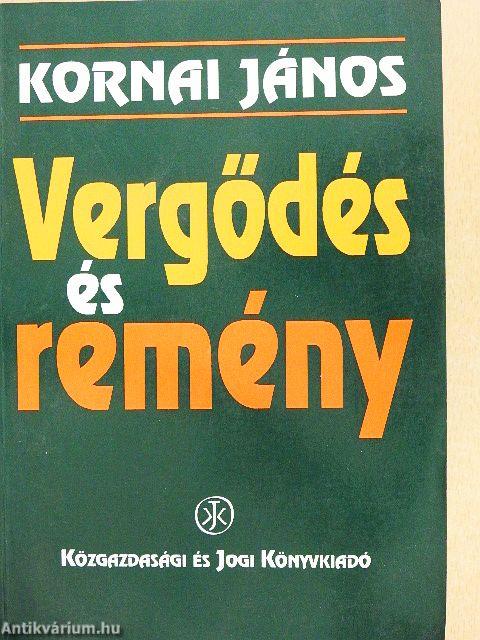 KORNAI JÁNOS
Vergődés
és
remény
KJK
KÖZGAZDASÁGI ÉS JOGI KÖNYVKIADÓ
Antikvárium.hu